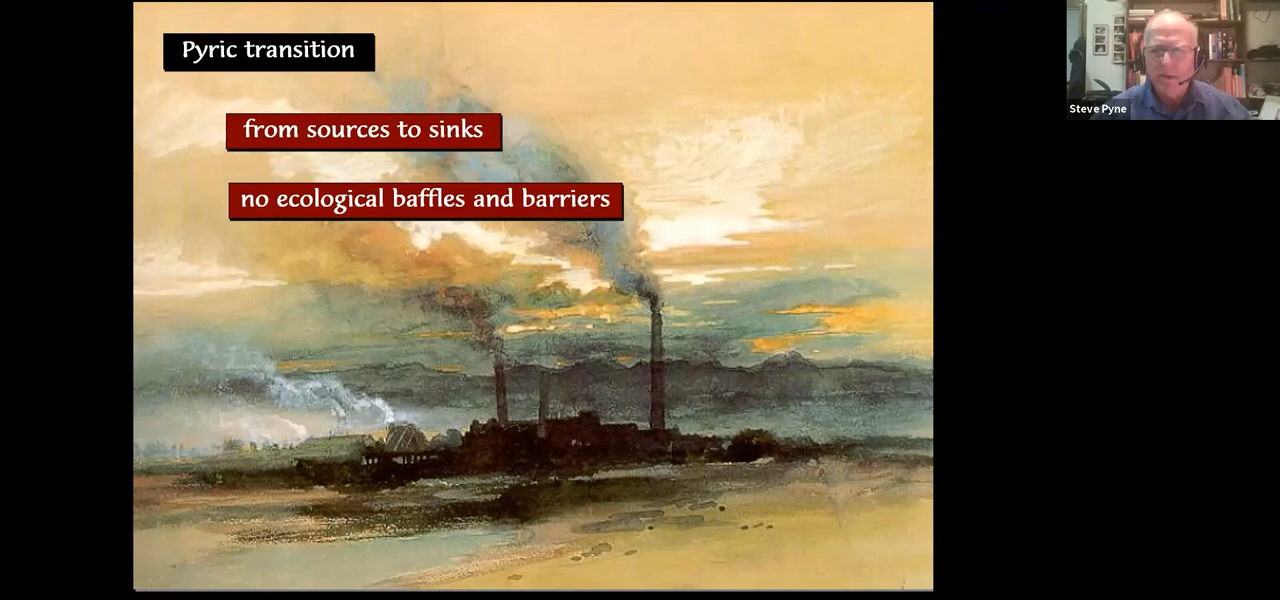 Pyric transition
from sources to sinks
no ecological baffles and barriers
Steve Pyne